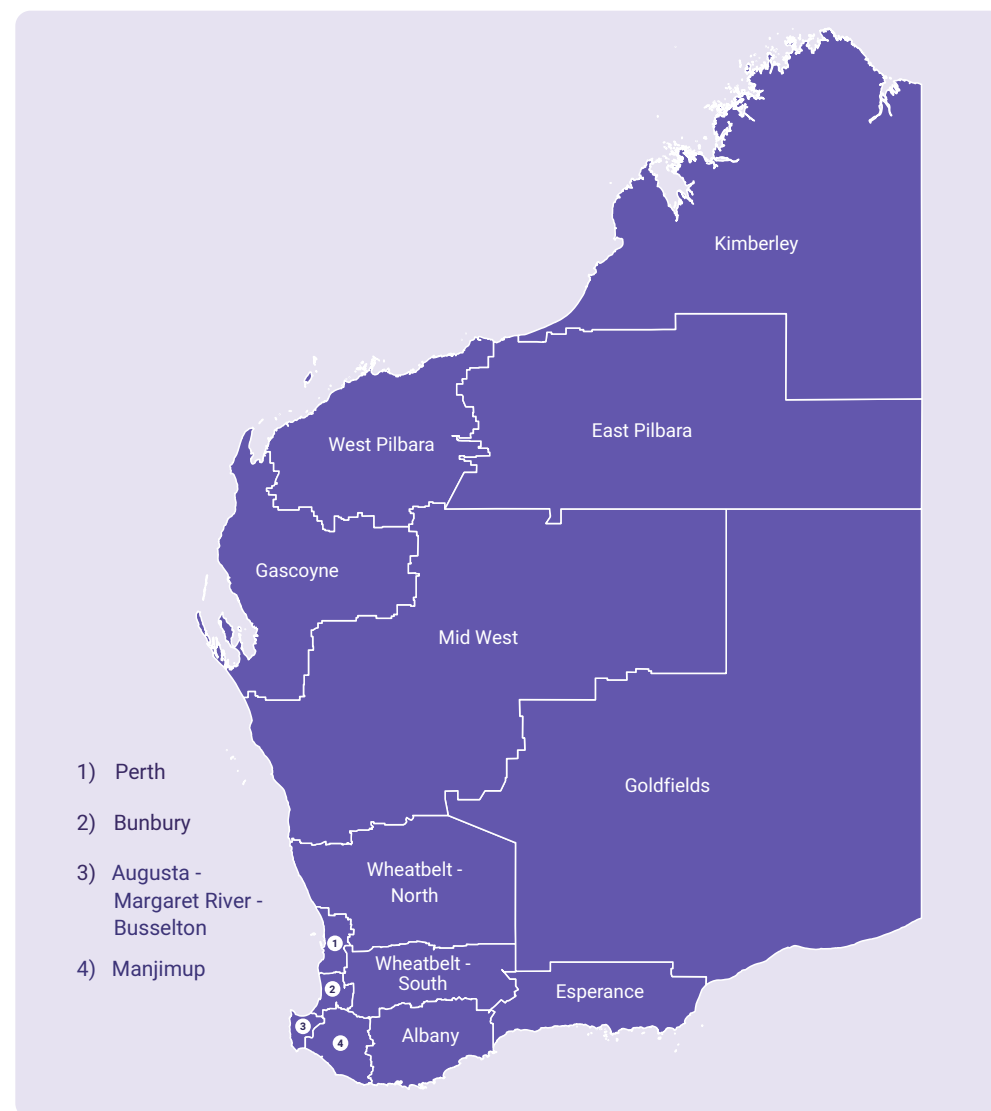 Kimberley
East Pilbara
West Pilbara
Gascoyne
Mid West
Goldfields
1) Perth
2) Bunbury
3) Augusta -
Margaret River -
Busselton
4) Manjimup
Wheatbelt -
North
1
Wheatbelt -
South
2
Esperance
3
4
Albany